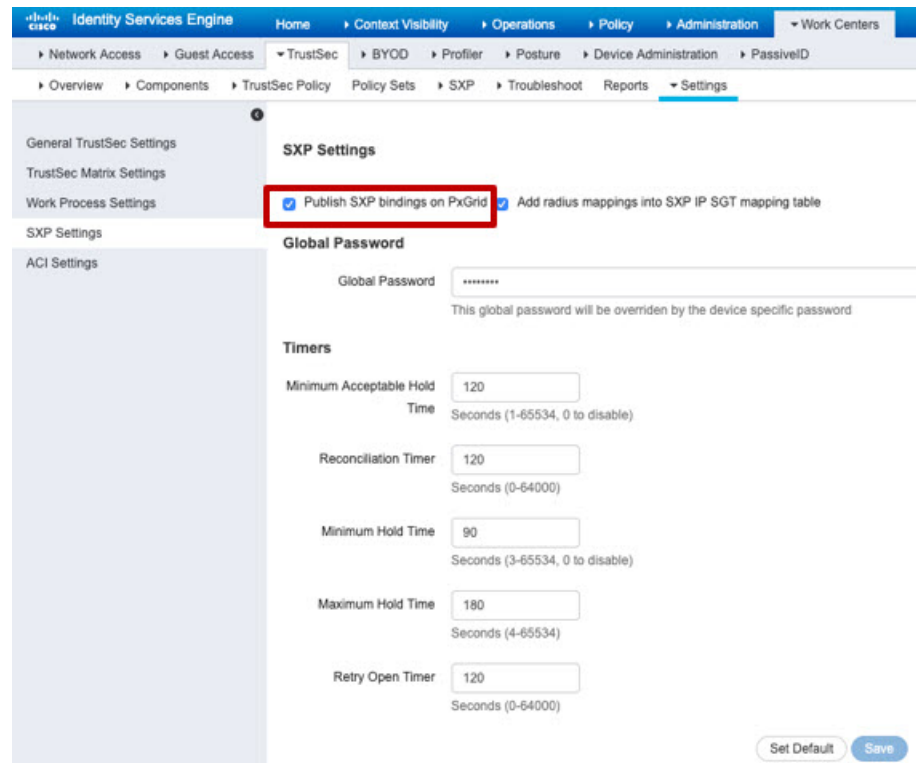 cisco Identity Services Engine Home Context Visibility Operations Policy Administration Work Centers
Network Access Guest Access TrustSec BYOD Profiler Posture Device Administration PassiveID
Overview Components TrustSec Policy Policy Sets SXP Troubleshoot Reports Settings
General TrustSec Settings
TrustSec Matrix Settings
Work Process Settings
SXP Settings
ACI Settings
SXP Settings
Publish SXP bindings on PxGrid Add radius mappings into SXP IP SGT mapping table
Global Password
Global Password ••••••••
This global password will be overriden by the device specific password
Timers
Minimum Acceptable Hold Time 120
Seconds (1-65534, 0 to disable)
Reconciliation Timer 120
Seconds (0-64000)
Minimum Hold Time 90
Seconds (3-65534, 0 to disable)
Maximum Hold Time 180
Seconds (4-65534)
Retry Open Timer 120
Seconds (0-64000)
Set Default Save